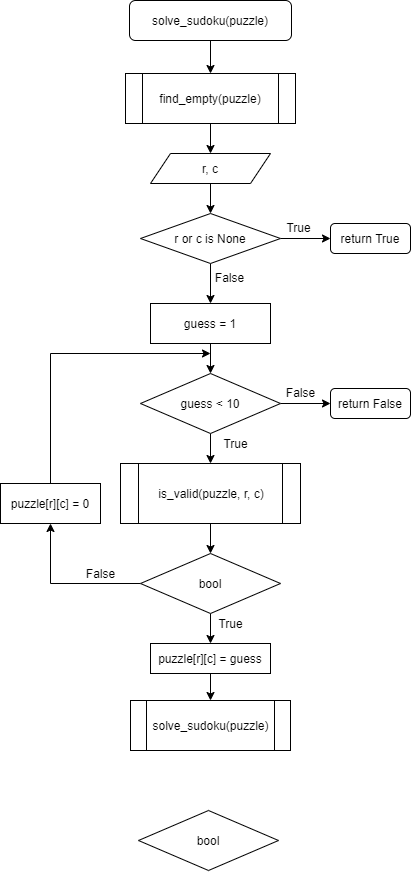 solve_sudoku(puzzle)
find_empty(puzzle)
r, c
r or c is None
True
return True
False
guess = 1
guess < 10
False
return False
True
is_valid(puzzle, r, c)
puzzle[r][c] = 0
False
bool
True
puzzle[r][c] = guess
solve_sudoku(puzzle)
bool